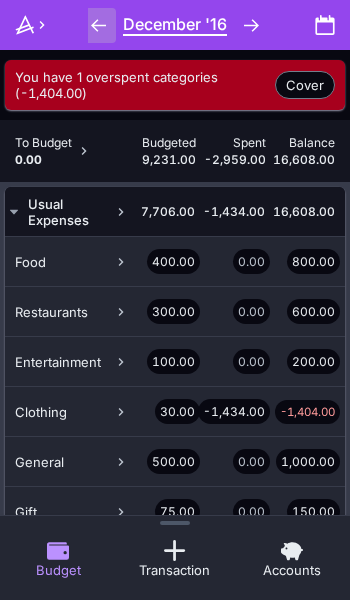 December '16
You have 1 overspent categories
(-1,404.00)
Cover
To Budget Budgeted Spent Balance
0.00 9,231.00 -2,959.00 16,608.00
Usual
Expenses 7,706.00 -1,434.00 16,608.00
Food 400.00 0.00 800.00
Restaurants 300.00 0.00 600.00
Entertainment 100.00 0.00 200.00
Clothing 30.00 -1,434.00 -1,404.00
General 500.00 0.00 1,000.00
Gift 75.00 0.00 150.00
Budget Transaction Accounts